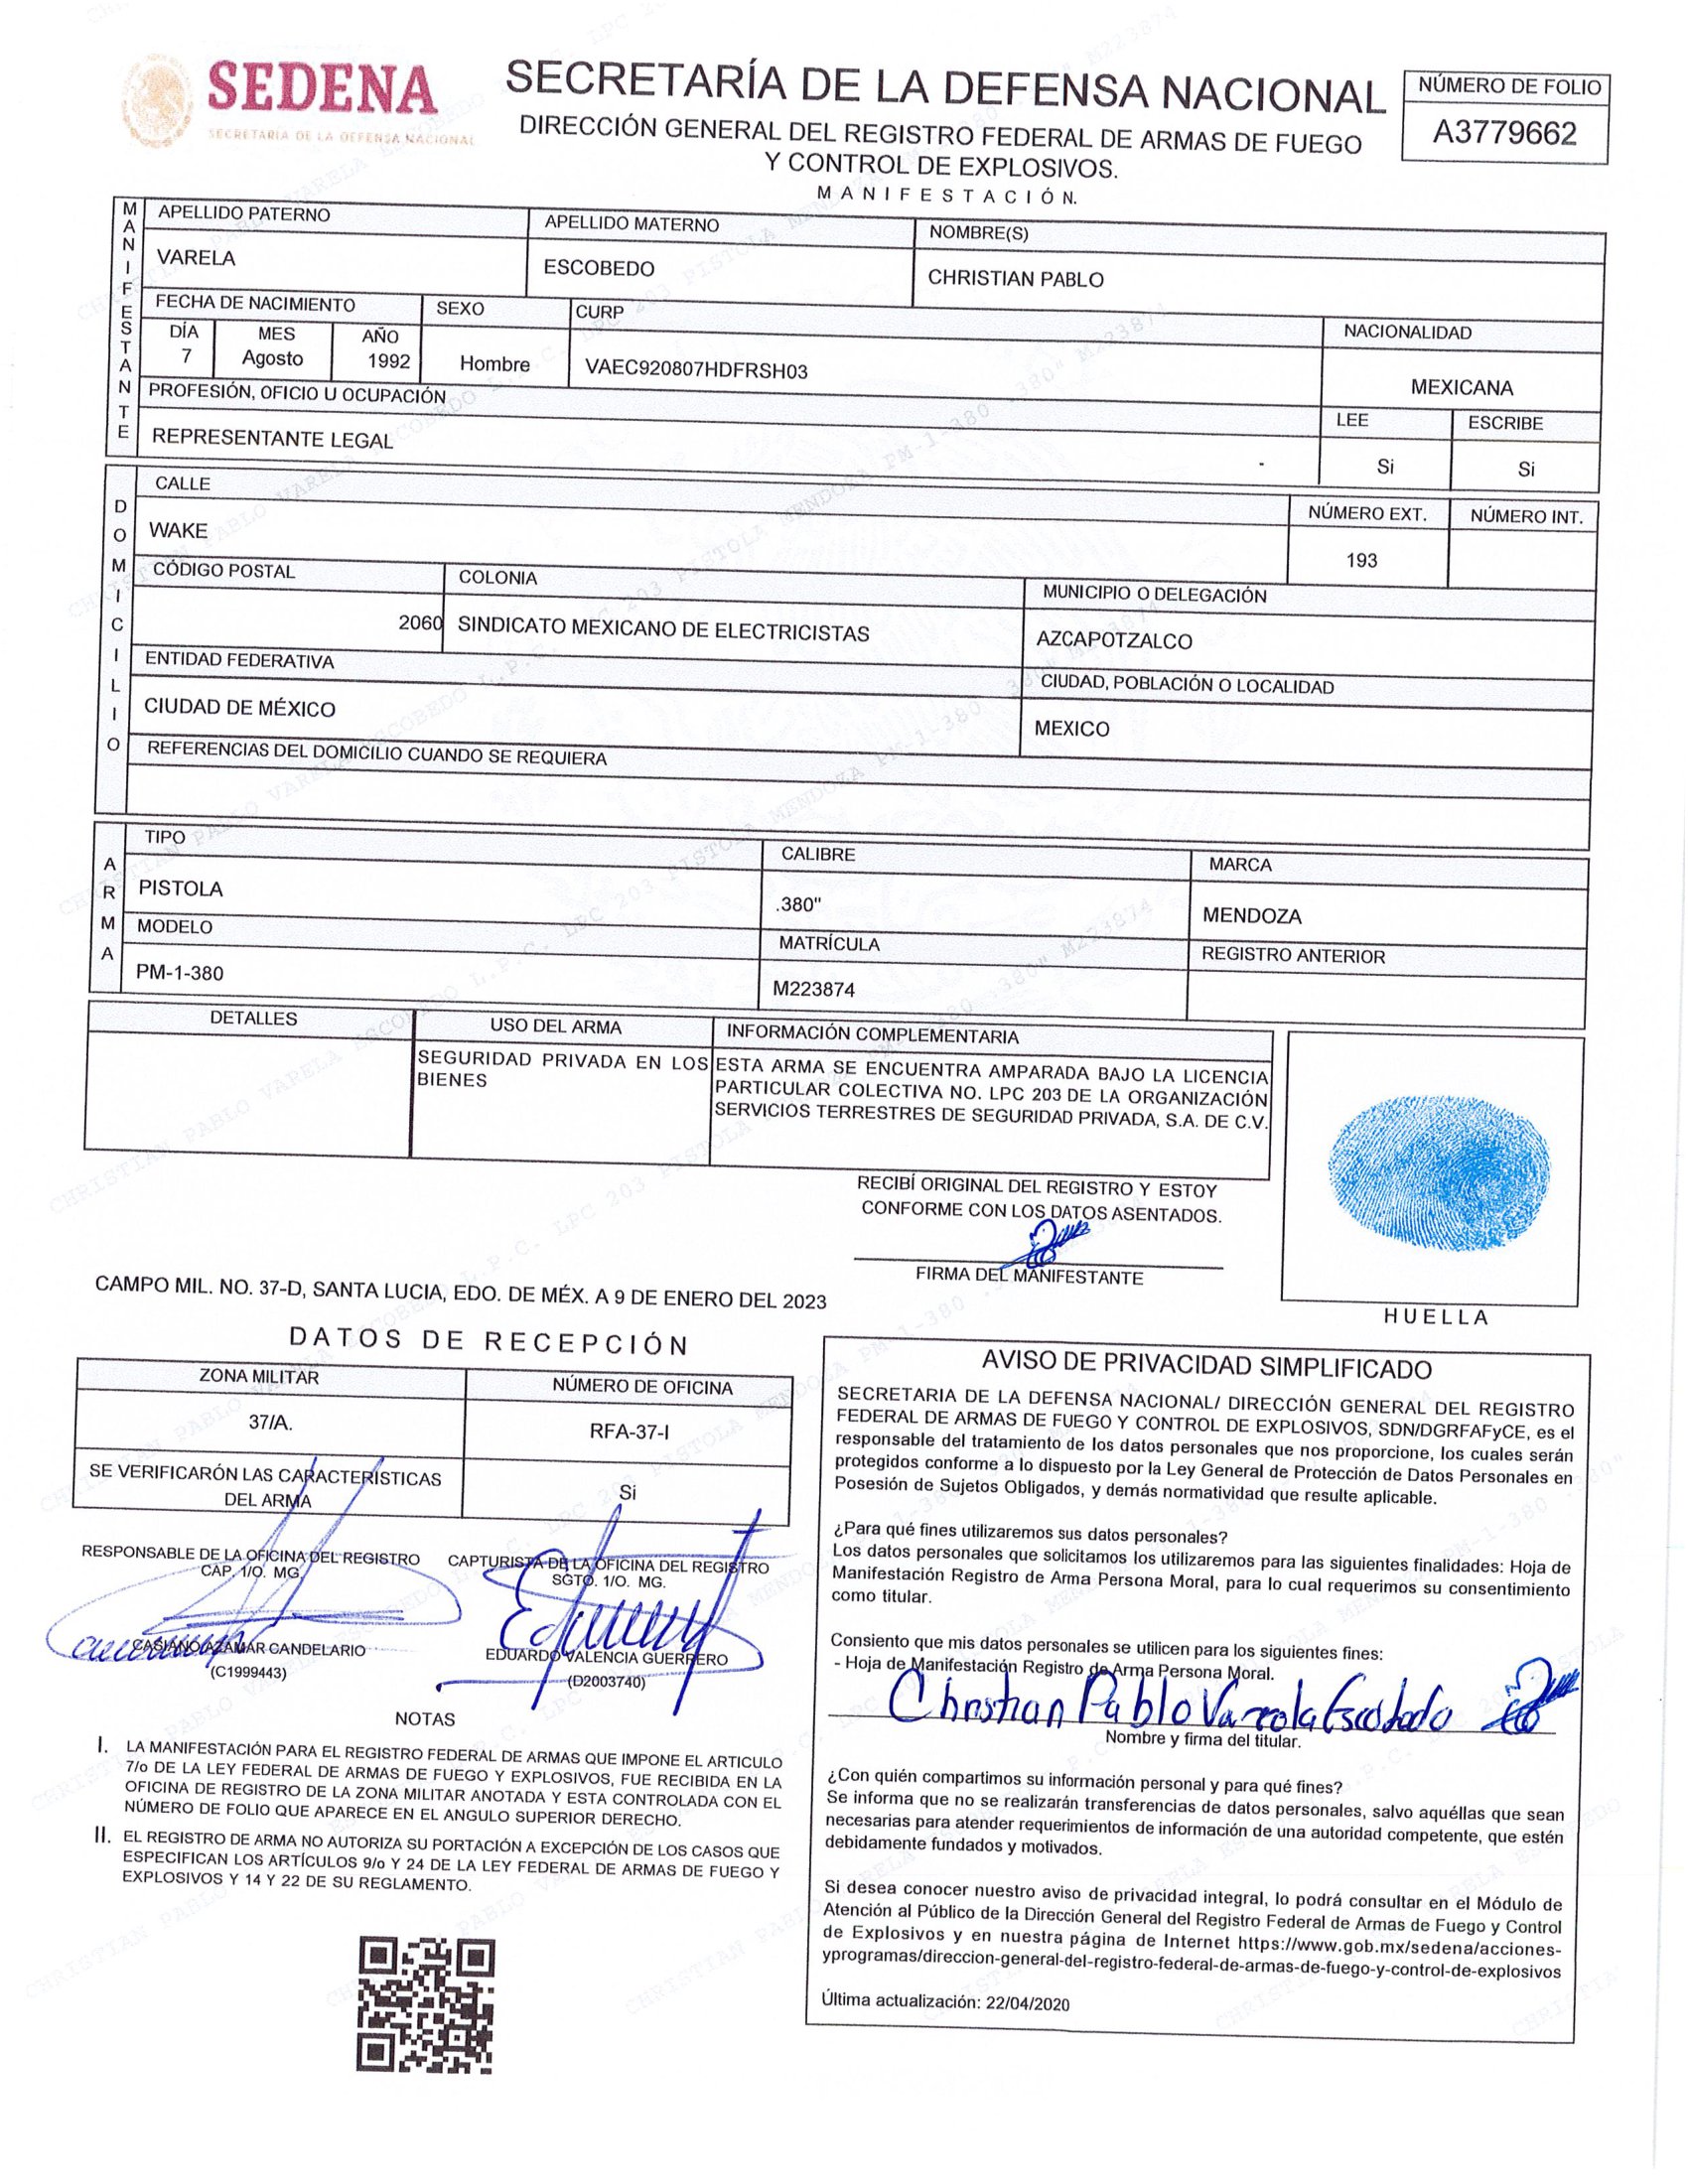 SEDENA
SECRETARÍA DE LA DEFENSA NACIONAL
SECRETARÍA DE LA DEFENSA NACIONAL
DIRECCIÓN GENERAL DEL REGISTRO FEDERAL DE ARMAS DE FUEGO
Y CONTROL DE EXPLOSIVOS.
MANIFESTACIÓN.
NÚMERO DE FOLIO
A3779662
MANIFESTANTE
APELLIDO PATERNO
APELLIDO MATERNO
NOMBRE(S)
VARELA
ESCOBEDO
CHRISTIAN PABLO
FECHA DE NACIMIENTO
SEXO
CURP
NACIONALIDAD
DÍA
MES
AÑO
7
Agosto
1992
Hombre
VAEC920807HDFRSH03
MEXICANA
PROFESIÓN, OFICIO U OCUPACIÓN
LEE
ESCRIBE
REPRESENTANTE LEGAL
Si
Si
DOMICILIO
CALLE
NÚMERO EXT.
NÚMERO INT.
WAKE
193
CÓDIGO POSTAL
COLONIA
MUNICIPIO O DELEGACIÓN
2060
SINDICATO MEXICANO DE ELECTRICISTAS
AZCAPOTZALCO
ENTIDAD FEDERATIVA
CIUDAD, POBLACIÓN O LOCALIDAD
CIUDAD DE MÉXICO
MEXICO
REFERENCIAS DEL DOMICILIO CUANDO SE REQUIERA
ARMA
TIPO
CALIBRE
MARCA
PISTOLA
.380"
MENDOZA
MODELO
MATRÍCULA
REGISTRO ANTERIOR
PM-1-380
M223874
DETALLES
USO DEL ARMA
INFORMACIÓN COMPLEMENTARIA
SEGURIDAD PRIVADA EN LOS
BIENES
ESTA ARMA SE ENCUENTRA AMPARADA BAJO LA LICENCIA
PARTICULAR COLECTIVA NO. LPC 203 DE LA ORGANIZACIÓN
SERVICIOS TERRESTRES DE SEGURIDAD PRIVADA, S.A. DE C.V.
RECIBÍ ORIGINAL DEL REGISTRO Y ESTOY
CONFORME CON LOS DATOS ASENTADOS.
FIRMA DEL MANIFESTANTE
HUELLA
CAMPO MIL. NO. 37-D, SANTA LUCIA, EDO. DE MÉX. A 9 DE ENERO DEL 2023
DATOS DE RECEPCIÓN
ZONA MILITAR
NÚMERO DE OFICINA
37/A.
RFA-37-I
SE VERIFICARÓN LAS CARACTERÍSTICAS
DEL ARMA
Si
RESPONSABLE DE LA OFICINA DEL REGISTRO
CAP. 1/O. MG.
CASIANO AZAMAR CANDELARIO
(C1999443)
CAPTURISTA DE LA OFICINA DEL REGISTRO
SGTO. 1/O. MG.
EDUARDO VALENCIA GUERRERO
(D2003740)
NOTAS
I. LA MANIFESTACIÓN PARA EL REGISTRO FEDERAL DE ARMAS QUE IMPONE EL ARTICULO
7/o DE LA LEY FEDERAL DE ARMAS DE FUEGO Y EXPLOSIVOS, FUE RECIBIDA EN LA
OFICINA DE REGISTRO DE LA ZONA MILITAR ANOTADA Y ESTA CONTROLADA CON EL
NÚMERO DE FOLIO QUE APARECE EN EL ANGULO SUPERIOR DERECHO.
II. EL REGISTRO DE ARMA NO AUTORIZA SU PORTACIÓN A EXCEPCIÓN DE LOS CASOS QUE
ESPECIFICAN LOS ARTÍCULOS 9/o Y 24 DE LA LEY FEDERAL DE ARMAS DE FUEGO Y
EXPLOSIVOS Y 14 Y 22 DE SU REGLAMENTO.
AVISO DE PRIVACIDAD SIMPLIFICADO
SECRETARIA DE LA DEFENSA NACIONAL/ DIRECCIÓN GENERAL DEL REGISTRO
FEDERAL DE ARMAS DE FUEGO Y CONTROL DE EXPLOSIVOS, SDN/DGRFAFyCE, es el
responsable del tratamiento de los datos personales que nos proporcione, los cuales serán
protegidos conforme a lo dispuesto por la Ley General de Protección de Datos Personales en
Posesión de Sujetos Obligados, y demás normatividad que resulte aplicable.
¿Para qué fines utilizaremos sus datos personales?
Los datos personales que solicitamos los utilizaremos para las siguientes finalidades: Hoja de
Manifestación Registro de Arma Persona Moral, para lo cual requerimos su consentimiento
como titular.
Consiento que mis datos personales se utilicen para los siguientes fines:
- Hoja de Manifestación Registro de Arma Persona Moral.
Christian Pablo Varela Escobedo
Nombre y firma del titular.
¿Con quién compartimos su información personal y para qué fines?
Se informa que no se realizarán transferencias de datos personales, salvo aquéllas que sean
necesarias para atender requerimientos de información de una autoridad competente, que estén
debidamente fundados y motivados.
Si desea conocer nuestro aviso de privacidad integral, lo podrá consultar en el Módulo de
Atención al Público de la Dirección General del Registro Federal de Armas de Fuego y Control
de Explosivos y en nuestra página de Internet https://www.gob.mx/sedena/acciones-
yprogramas/direccion-general-del-registro-federal-de-armas-de-fuego-y-control-de-explosivos
Última actualización: 22/04/2020